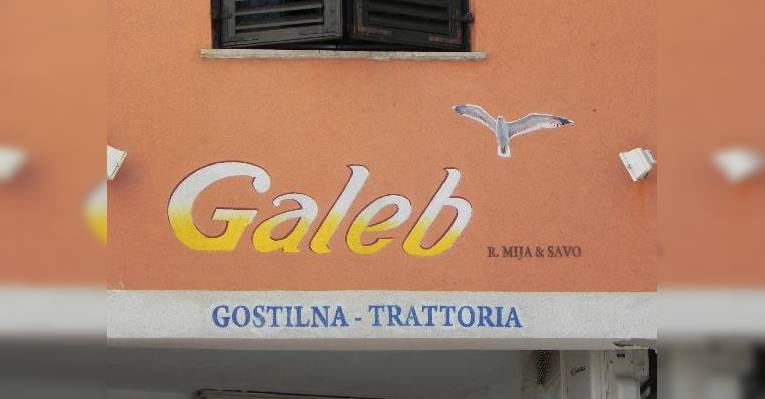 Galeb
R. MIJA & SAVO
GOSTILNA - TRATTORIA